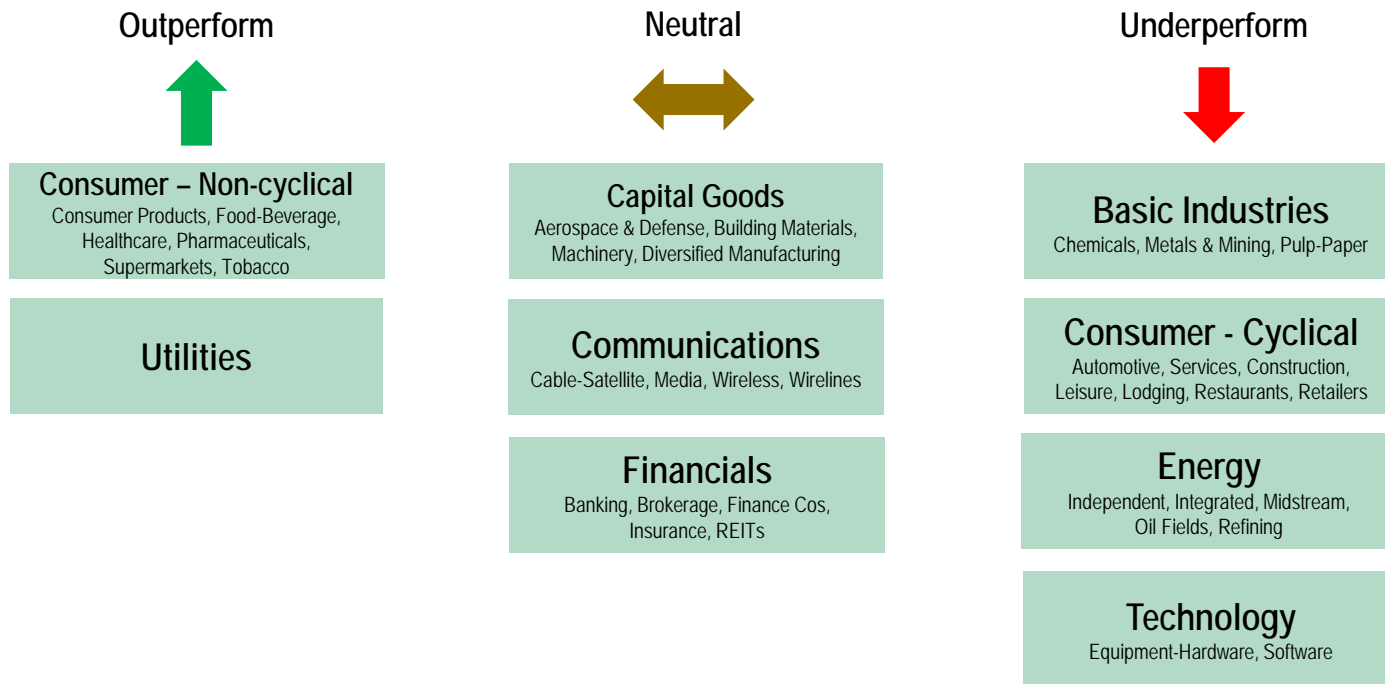 Outperform
Neutral
Underperform
Consumer – Non-cyclical
Consumer Products, Food-Beverage,
Healthcare, Pharmaceuticals,
Supermarkets, Tobacco
Utilities
Capital Goods
Aerospace & Defense, Building Materials,
Machinery, Diversified Manufacturing
Communications
Cable-Satellite, Media, Wireless, Wirelines
Financials
Banking, Brokerage, Finance Cos,
Insurance, REITs
Basic Industries
Chemicals, Metals & Mining, Pulp-Paper
Consumer - Cyclical
Automotive, Services, Construction,
Leisure, Lodging, Restaurants, Retailers
Energy
Independent, Integrated, Midstream,
Oil Fields, Refining
Technology
Equipment-Hardware, Software